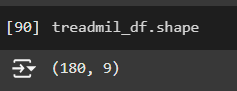 [90] treadmil_df.shape
(180, 9)